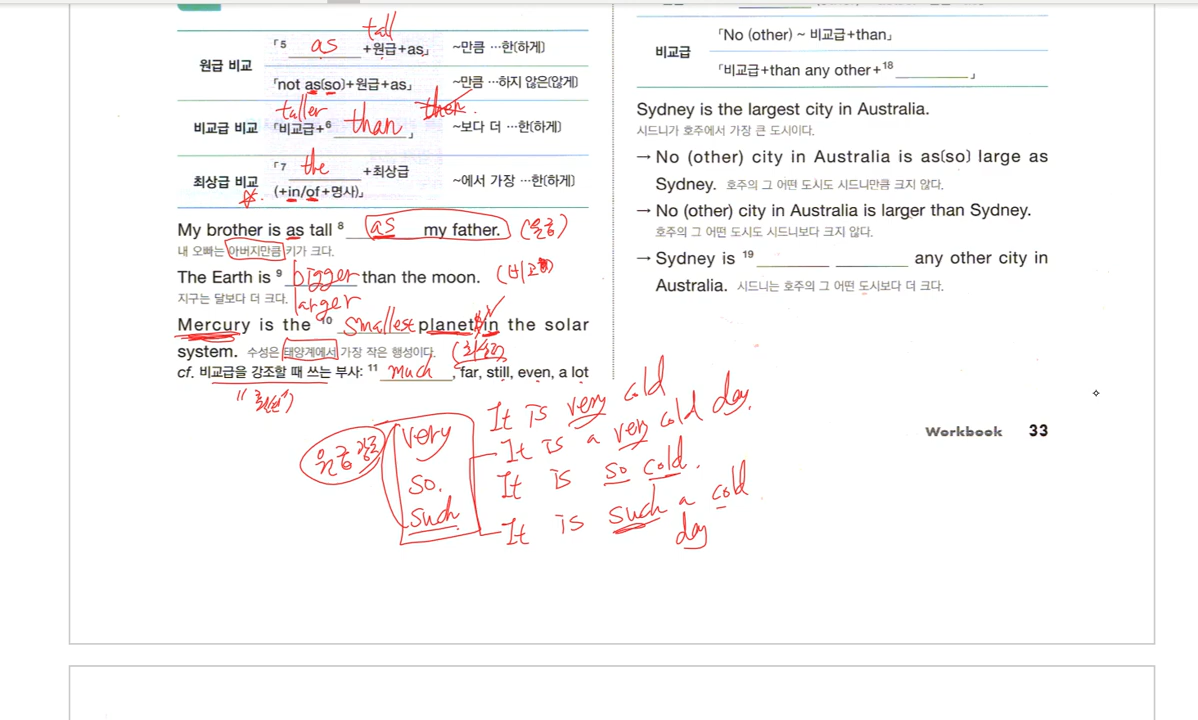 tall
「5 as +원급+as」 ~만큼 …한(하게)
원급 비교
「not as(so)+원급+as」 ~만큼 …하지 않은(않게)
taller then.
비교급 비교 「비교급+6 than 」 ~보다 더 …한(하게)
「7 the +최상급
최상급 비교 ~에서 가장 …한(하게)
(+in/of+명사)」
My brother is as tall 8 as my father. (원급)
내 오빠는 아버지만큼 키가 크다.
The Earth is 9 bigger than the moon. (비교급)
지구는 달보다 더 크다. larger
Mercury is the 10 smallest planet in the solar
system. 수성은 태양계에서 가장 작은 행성이다. (최상급)
cf. 비교급을 강조할 때 쓰는 부사: 11 much , far, still, even, a lot
"훨씬"
원급 강조
very
so.
such
It is very cold
It is a very cold day.
It is so cold.
It is such a cold
day
「No (other) ~ 비교급+than」
비교급
「비교급+than any other+18 」
Sydney is the largest city in Australia.
시드니가 호주에서 가장 큰 도시이다.
→ No (other) city in Australia is as(so) large as
Sydney. 호주의 그 어떤 도시도 시드니만큼 크지 않다.
→ No (other) city in Australia is larger than Sydney.
호주의 그 어떤 도시도 시드니보다 크지 않다.
→ Sydney is 19 any other city in
Australia. 시드니는 호주의 그 어떤 도시보다 더 크다.
Workbook 33